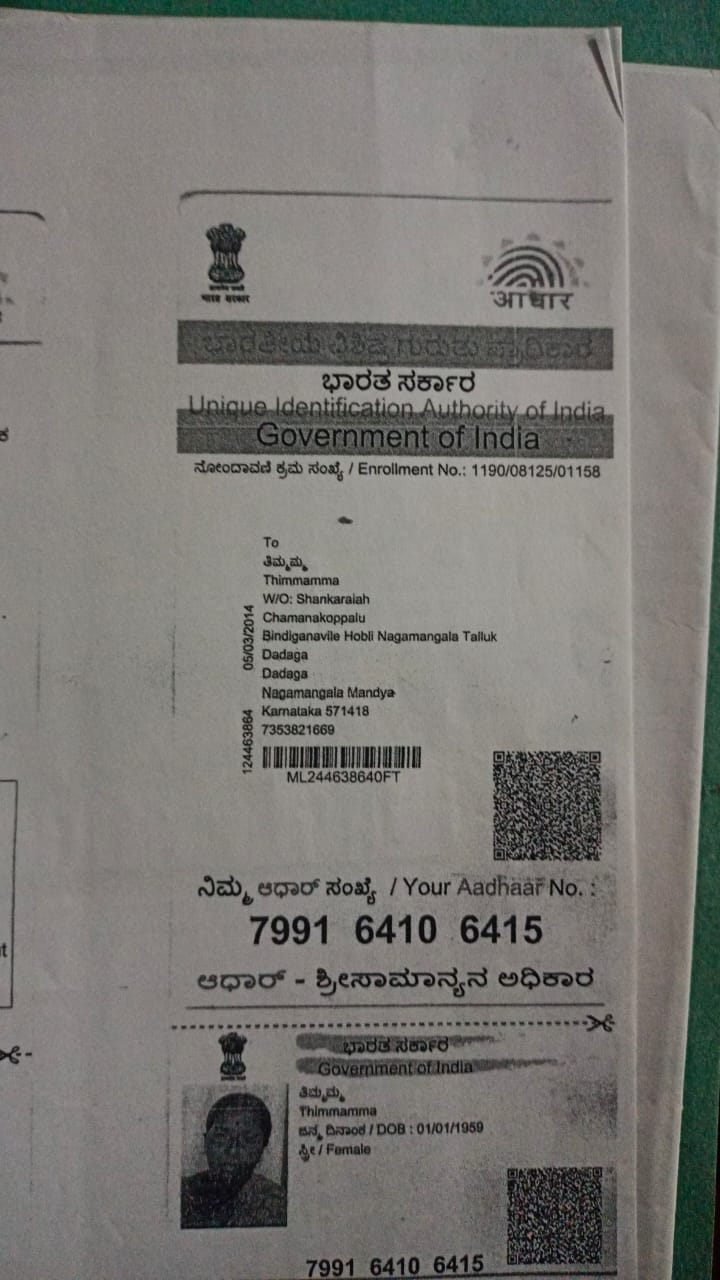 भारत सरकार
आधार
ಭಾರತೀಯ ವಿಶಿಷ್ಟ ಗುರುತು ಪ್ರಾಧಿಕಾರ
ಭಾರತ ಸರ್ಕಾರ
Unique Identification Authority of India
Government of India
ನೋಂದಾವಣಿ ಕ್ರಮ ಸಂಖ್ಯೆ / Enrollment No.: 1190/08125/01158
To
ತಿಮ್ಮಮ್ಮ
Thimmamma
W/O: Shankaraiah
Chamanakoppalu
Bindiganavile Hobli Nagamangala Talluk
Dadaga
Dadaga
Nagamangala Mandya
Karnataka 571418
7353821669
124463864 05/03/2014
ML244638640FT
ನಿಮ್ಮ ಆಧಾರ್ ಸಂಖ್ಯೆ / Your Aadhaar No. :
7991 6410 6415
ಆಧಾರ್ - ಶ್ರೀಸಾಮಾನ್ಯನ ಅಧಿಕಾರ
ಭಾರತ ಸರ್ಕಾರ
Government of India
ತಿಮ್ಮಮ್ಮ
Thimmamma
ಜನ್ಮ ದಿನಾಂಕ / DOB : 01/01/1959
ಸ್ತ್ರೀ / Female
7991 6410 6415